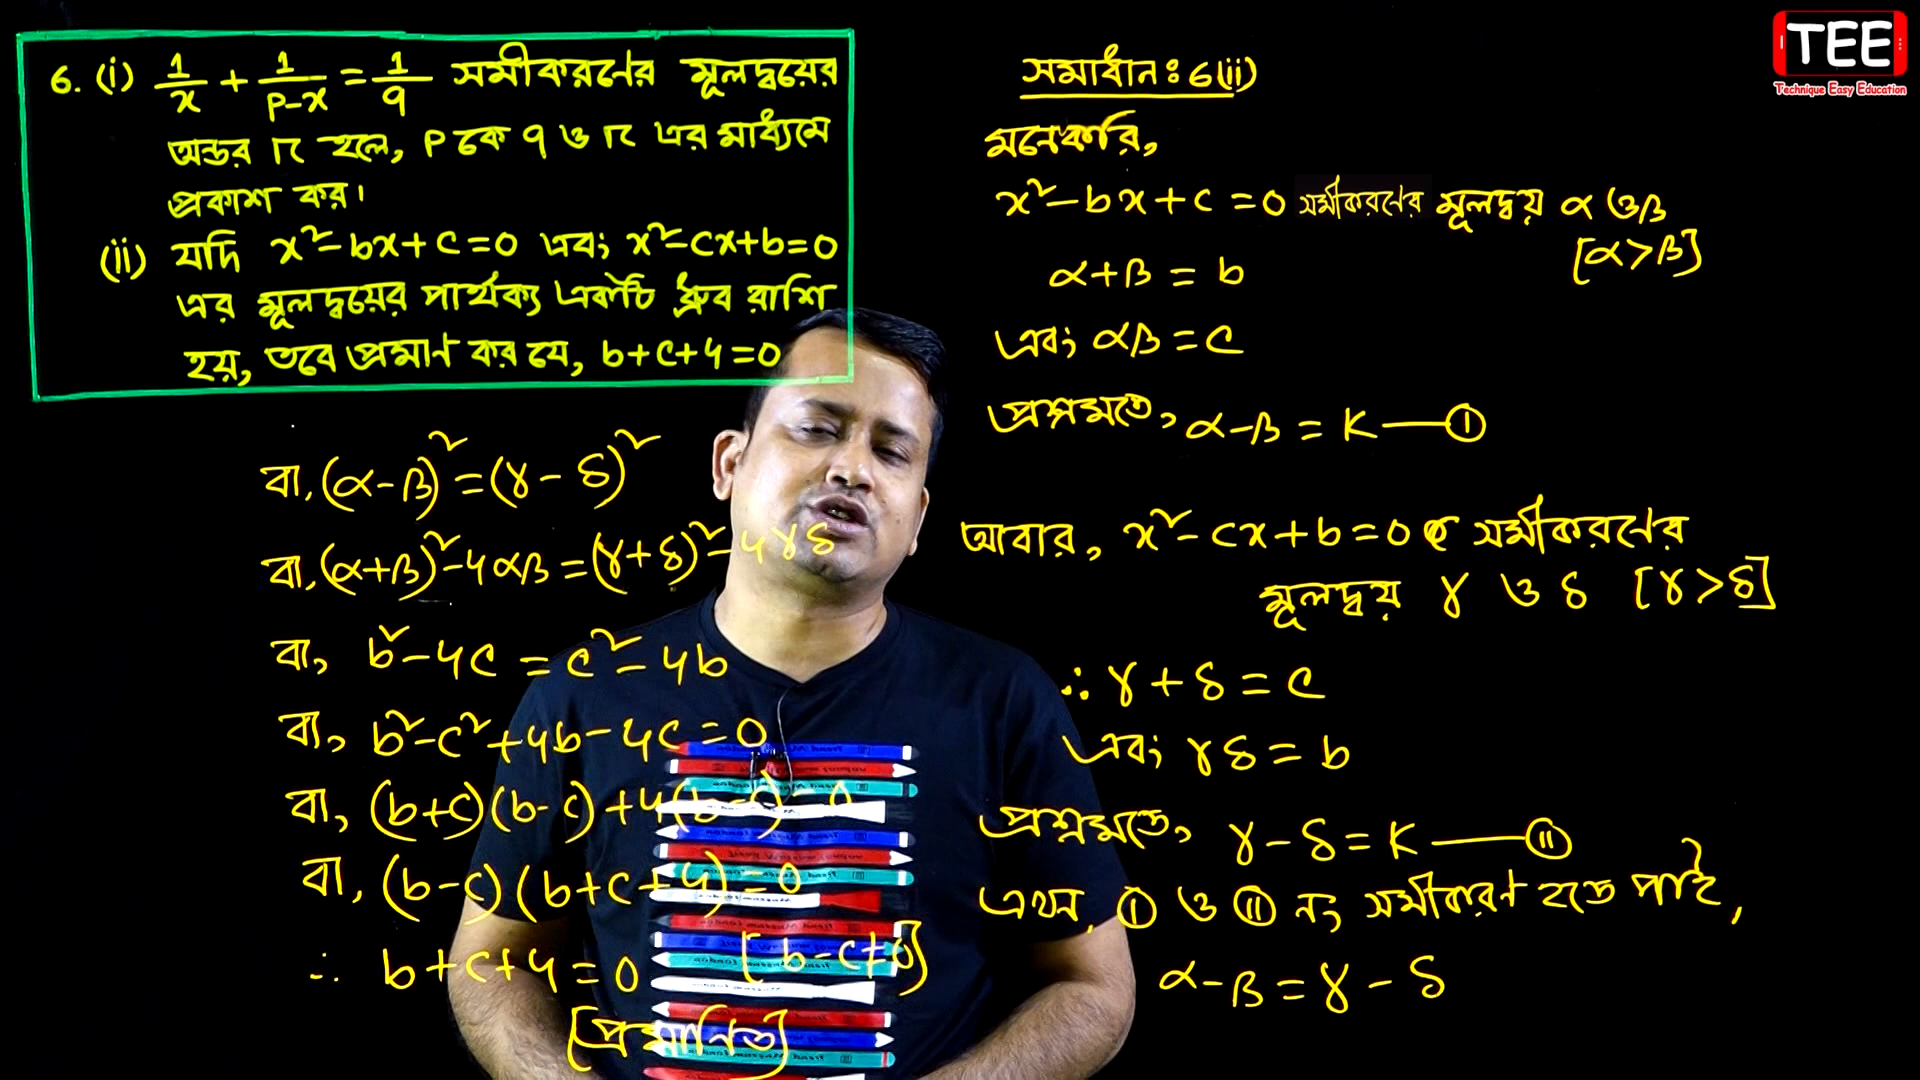 6. (i) 1/x + 1/(p-x) = 1/q সমীকরণের মূলদ্বয়ের
অন্তর r হলে, p কে q ও r এর মাধ্যমে
প্রকাশ কর।
(ii) যদি x²-bx+c=0 এবং x²-cx+b=0
এর মূলদ্বয়ের পার্থক্য একটি ধ্রুব রাশি
হয়, তবে প্রমাণ কর যে, b+c+4=0
বা, (α-β)² = (γ-δ)²
বা, (α+β)²-4αβ = (γ+δ)²-4γδ
বা, b²-4c = c²-4b
বা, b²-c²+4b-4c=0
বা, (b+c)(b-c)+4(b-c)=0
বা, (b-c)(b+c+4)=0
∴ b+c+4=0 [b-c≠0]
[প্রমাণিত]
সমাধানঃ 6(ii)
মনেকরি,
x²-bx+c=0 সমীকরণের মূলদ্বয় α ও β
[α>β]
α+β = b
এবং αβ = c
প্রশ্নমতে, α-β = K — (i)
আবার, x²-cx+b=0 সমীকরণের
মূলদ্বয় γ ও δ [γ>δ]
∴ γ+δ = c
এবং γδ = b
প্রশ্নমতে, γ-δ = K — (ii)
এখন, (i) ও (ii) নং সমীকরণ হতে পাই,
α-β = γ-δ
TEE
Technique Easy Education